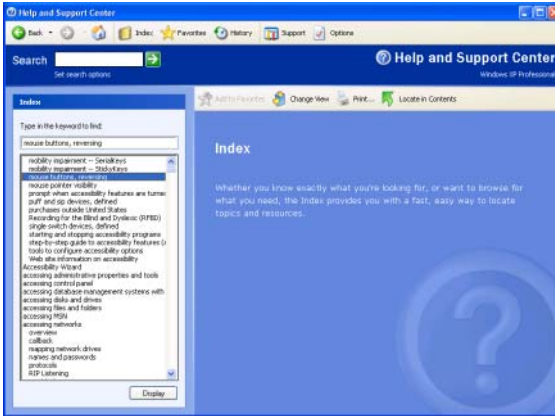 Help and Support Center
Back Index Favorites History Support Options
Search
Set search options
Help and Support Center
Windows XP Professional
Index
Add to Favorites Change View Print... Locate in Contents
Type in the keyword to find:
mouse buttons, reversing
mobility impairment -- SerialKeys
mobility impairment -- StickyKeys
mouse buttons, reversing
mouse pointer visibility
prompt when accessibility features are turned
puff and sip devices, defined
purchases outside United States
Recording for the Blind and Dyslexic (RFBD)
single switch devices, defined
starting and stopping accessibility programs
step-by-step guide to accessibility features (
tools to configure accessibility options
Web site information on accessibility
Accessibility Wizard
accessing administrative properties and tools
accessing control panel
accessing database management systems with
accessing disks and drives
accessing files and folders
accessing MSN
accessing networks
overview
callback
mapping network drives
names and passwords
protocols
RIP Listening
Display
Index
Whether you know exactly what you're looking for, or want to browse for
what you need, the Index provides you with a fast, easy way to locate
topics and resources.